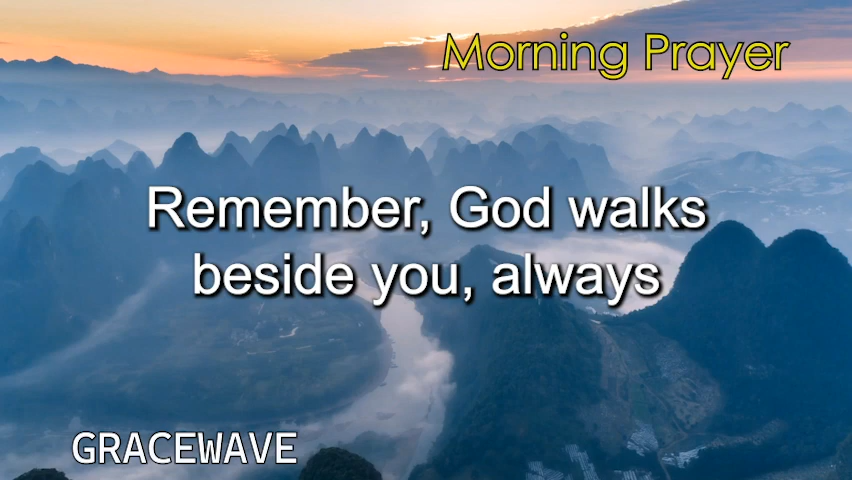 Morning Prayer
Remember, God walks
beside you, always
GRACEWAVE